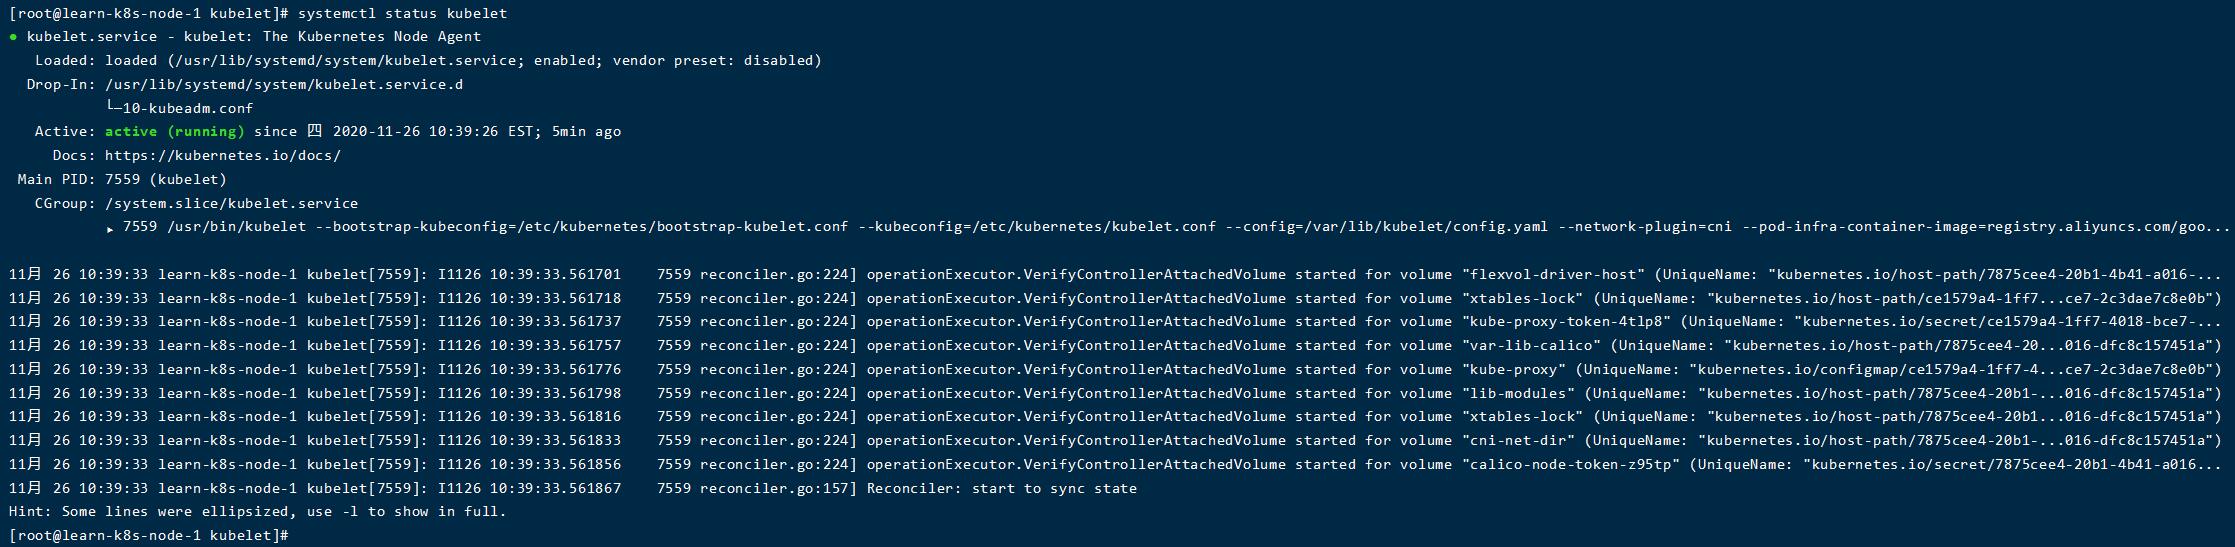 [root@learn-k8s-node-1 kubelet]# systemctl status kubelet
● kubelet.service - kubelet: The Kubernetes Node Agent
   Loaded: loaded (/usr/lib/systemd/system/kubelet.service; enabled; vendor preset: disabled)
  Drop-In: /usr/lib/systemd/system/kubelet.service.d
           └─10-kubeadm.conf
   Active: active (running) since 四 2020-11-26 10:39:26 EST; 5min ago
     Docs: https://kubernetes.io/docs/
 Main PID: 7559 (kubelet)
   CGroup: /system.slice/kubelet.service
           ▸ 7559 /usr/bin/kubelet --bootstrap-kubeconfig=/etc/kubernetes/bootstrap-kubelet.conf --kubeconfig=/etc/kubernetes/kubelet.conf --config=/var/lib/kubelet/config.yaml --network-plugin=cni --pod-infra-container-image=registry.aliyuncs.com/goo...
11月 26 10:39:33 learn-k8s-node-1 kubelet[7559]: I1126 10:39:33.561701    7559 reconciler.go:224] operationExecutor.VerifyControllerAttachedVolume started for volume "flexvol-driver-host" (UniqueName: "kubernetes.io/host-path/7875cee4-20b1-4b41-a016-...
11月 26 10:39:33 learn-k8s-node-1 kubelet[7559]: I1126 10:39:33.561718    7559 reconciler.go:224] operationExecutor.VerifyControllerAttachedVolume started for volume "xtables-lock" (UniqueName: "kubernetes.io/host-path/ce1579a4-1ff7...ce7-2c3dae7c8e0b")
11月 26 10:39:33 learn-k8s-node-1 kubelet[7559]: I1126 10:39:33.561737    7559 reconciler.go:224] operationExecutor.VerifyControllerAttachedVolume started for volume "kube-proxy-token-4tlp8" (UniqueName: "kubernetes.io/secret/ce1579a4-1ff7-4018-bce7-...
11月 26 10:39:33 learn-k8s-node-1 kubelet[7559]: I1126 10:39:33.561757    7559 reconciler.go:224] operationExecutor.VerifyControllerAttachedVolume started for volume "var-lib-calico" (UniqueName: "kubernetes.io/host-path/7875cee4-20...016-dfc8c157451a")
11月 26 10:39:33 learn-k8s-node-1 kubelet[7559]: I1126 10:39:33.561776    7559 reconciler.go:224] operationExecutor.VerifyControllerAttachedVolume started for volume "kube-proxy" (UniqueName: "kubernetes.io/configmap/ce1579a4-1ff7-4...ce7-2c3dae7c8e0b")
11月 26 10:39:33 learn-k8s-node-1 kubelet[7559]: I1126 10:39:33.561798    7559 reconciler.go:224] operationExecutor.VerifyControllerAttachedVolume started for volume "lib-modules" (UniqueName: "kubernetes.io/host-path/7875cee4-20b1-...016-dfc8c157451a")
11月 26 10:39:33 learn-k8s-node-1 kubelet[7559]: I1126 10:39:33.561816    7559 reconciler.go:224] operationExecutor.VerifyControllerAttachedVolume started for volume "xtables-lock" (UniqueName: "kubernetes.io/host-path/7875cee4-20b1...016-dfc8c157451a")
11月 26 10:39:33 learn-k8s-node-1 kubelet[7559]: I1126 10:39:33.561833    7559 reconciler.go:224] operationExecutor.VerifyControllerAttachedVolume started for volume "cni-net-dir" (UniqueName: "kubernetes.io/host-path/7875cee4-20b1-...016-dfc8c157451a")
11月 26 10:39:33 learn-k8s-node-1 kubelet[7559]: I1126 10:39:33.561856    7559 reconciler.go:224] operationExecutor.VerifyControllerAttachedVolume started for volume "calico-node-token-z95tp" (UniqueName: "kubernetes.io/secret/7875cee4-20b1-4b41-a016...
11月 26 10:39:33 learn-k8s-node-1 kubelet[7559]: I1126 10:39:33.561867    7559 reconciler.go:157] Reconciler: start to sync state
Hint: Some lines were ellipsized, use -l to show in full.
[root@learn-k8s-node-1 kubelet]#